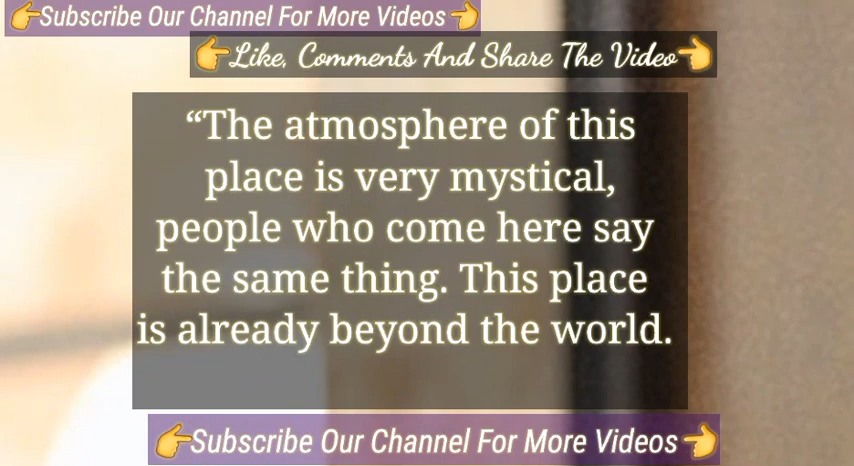 👉Subscribe Our Channel For More Videos👈
👉Like, Comments And Share The Video👈
“The atmosphere of this
place is very mystical,
people who come here say
the same thing. This place
is already beyond the world.
👉Subscribe Our Channel For More Videos👈